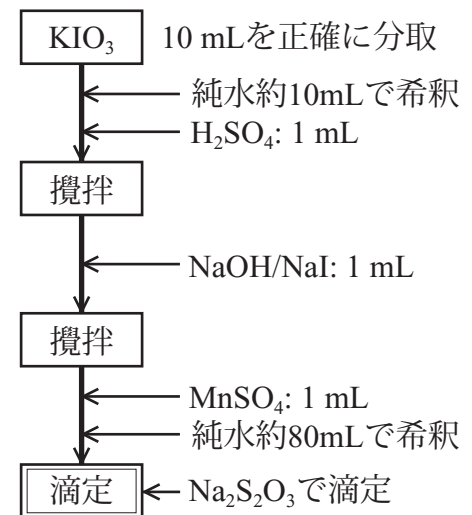 KIO₃ 10 mLを正確に分取
純水約10mLで希釈
H₂SO₄: 1 mL
攪拌
NaOH/NaI: 1 mL
攪拌
MnSO₄: 1 mL
純水約80mLで希釈
滴定 Na₂S₂O₃で滴定